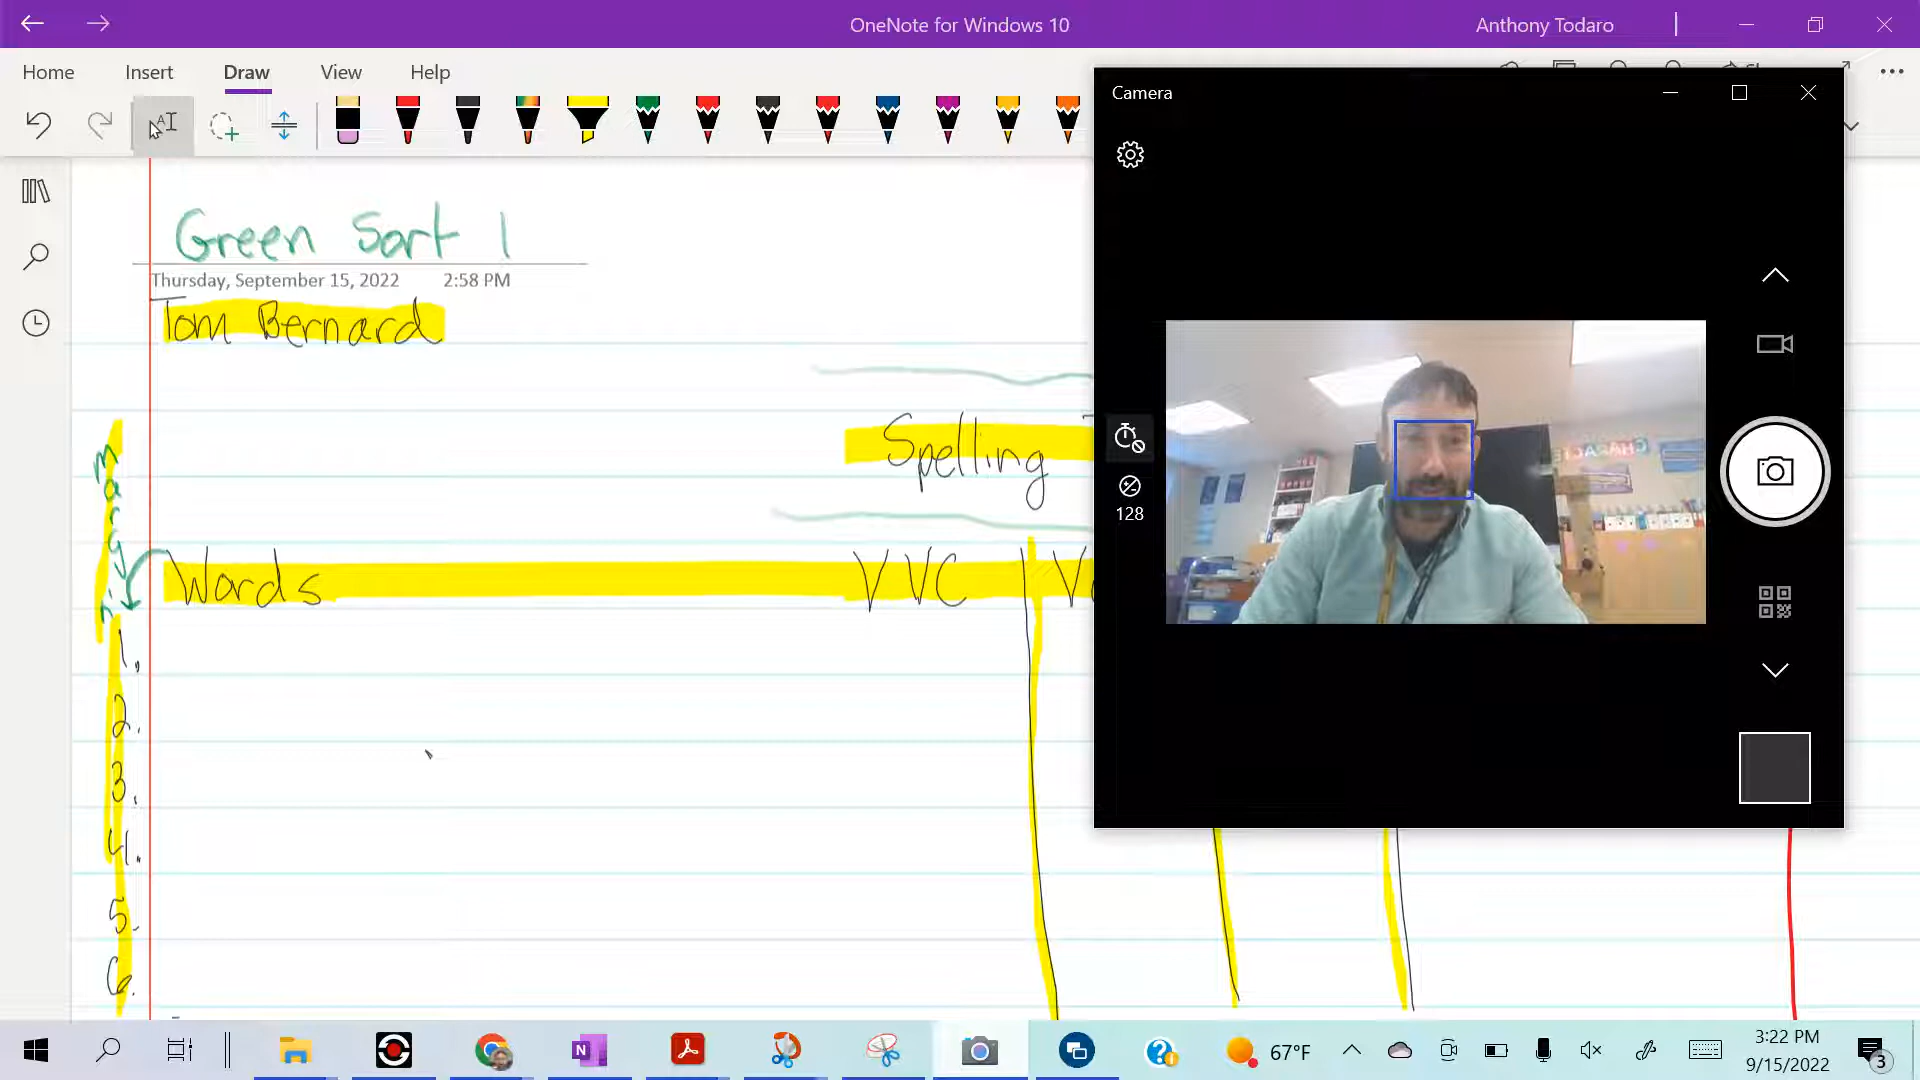 OneNote for Windows 10
Anthony Todaro
Home Insert Draw View Help
Camera
Green Sort 1
Thursday, September 15, 2022 2:58 PM
Tom Bernard
Spelling
128
margin
Words VVC
1.
2.
3.
4.
5.
6.
67°F
3:22 PM
9/15/2022
3